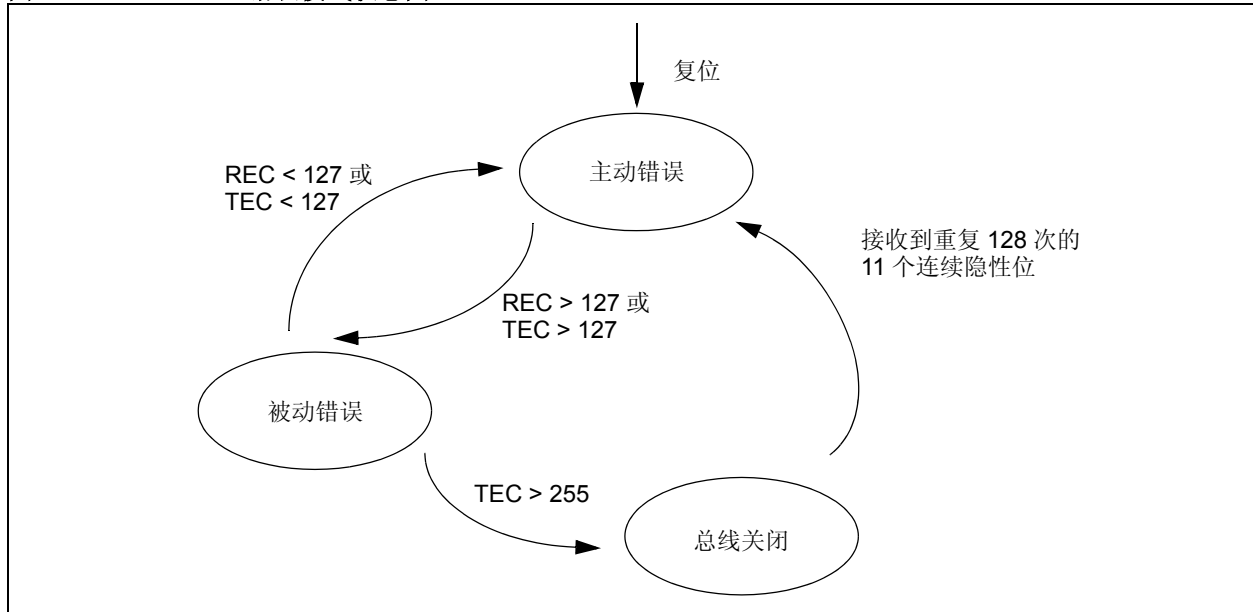 复位
主动错误
REC < 127 或
TEC < 127
接收到重复 128 次的
11 个连续隐性位
REC > 127 或
TEC > 127
被动错误
TEC > 255
总线关闭